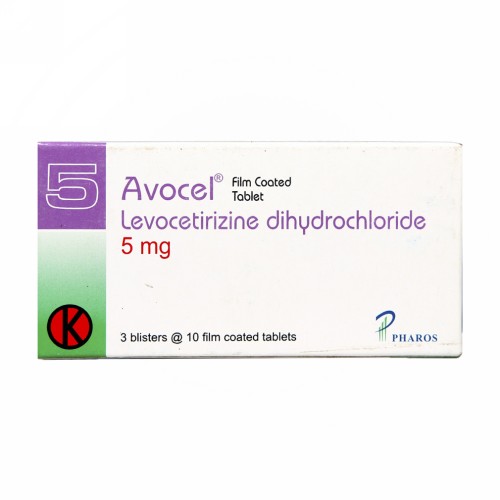 5
Avocel® Film Coated
Tablet
Levocetirizine dihydrochloride
5 mg
K
3 blisters @ 10 film coated tablets
PHAROS